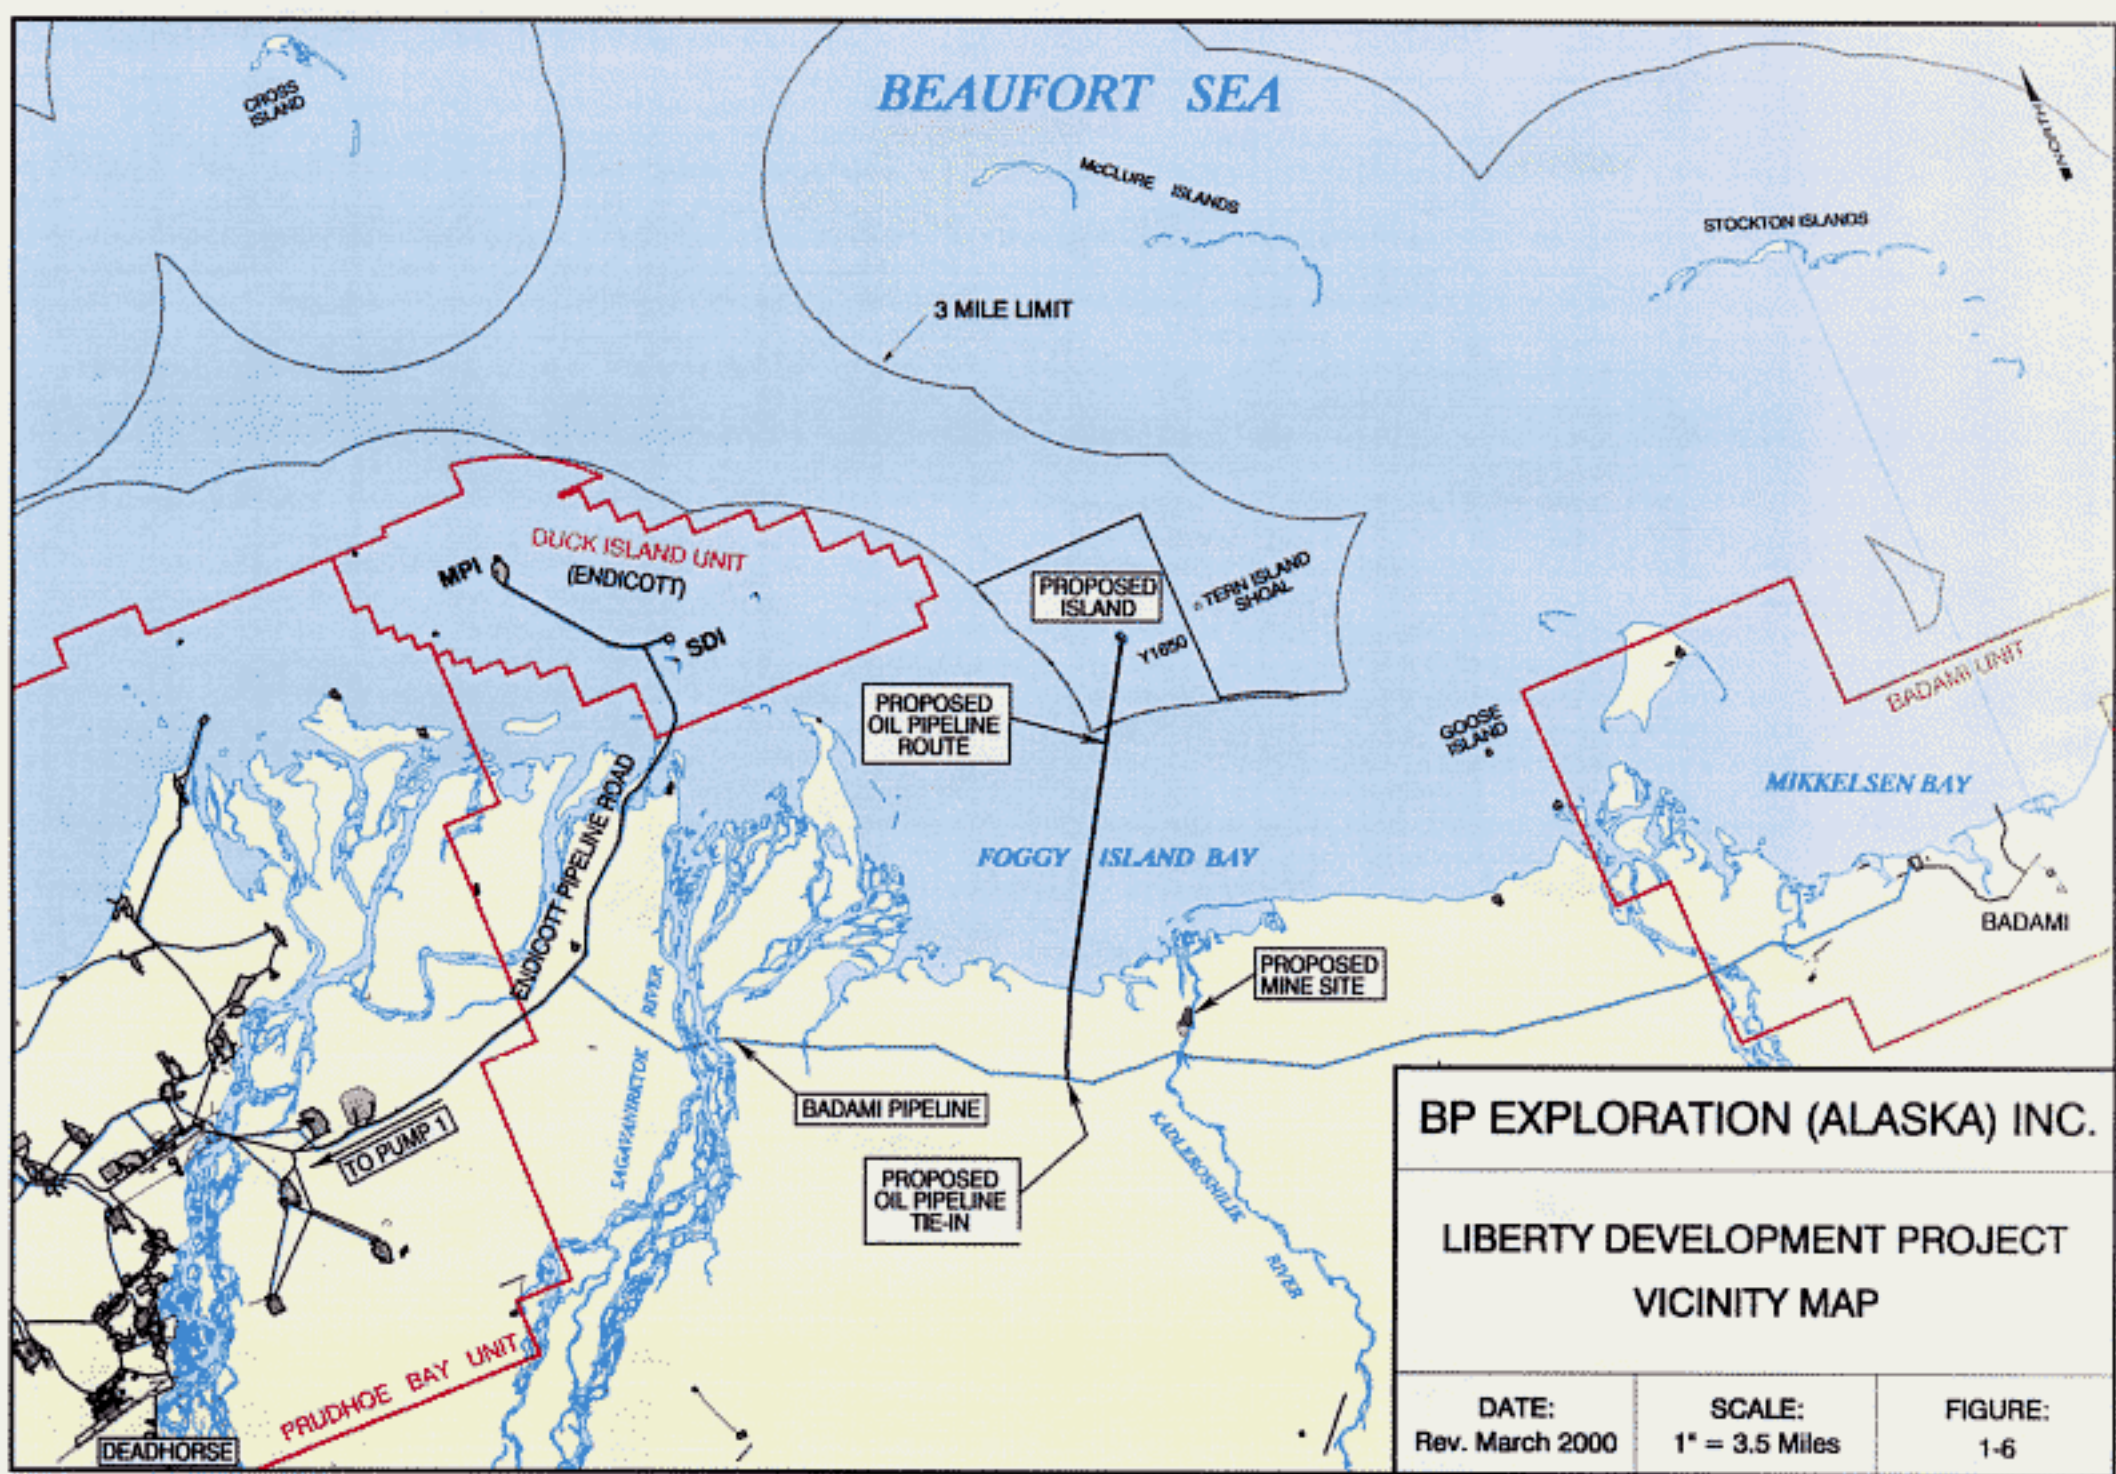 BEAUFORT SEA
CROSS
ISLAND
NORTH
McCLURE ISLANDS
STOCKTON ISLANDS
3 MILE LIMIT
DUCK ISLAND UNIT
(ENDICOTT)
MPI
SDI
PROPOSED
ISLAND
TERN ISLAND
SHOAL
Y1650
BADAMI UNIT
PROPOSED
OIL PIPELINE
ROUTE
GOOSE
ISLAND
MIKKELSEN BAY
ENDICOTT PIPELINE ROAD
FOGGY ISLAND BAY
BADAMI
PROPOSED
MINE SITE
SAGAVANIRKTOK RIVER
BADAMI PIPELINE
TO PUMP 1
PROPOSED
OIL PIPELINE
TIE-IN
KADLEROSHILIK RIVER
PRUDHOE BAY UNIT
DEADHORSE
BP EXPLORATION (ALASKA) INC.
LIBERTY DEVELOPMENT PROJECT
VICINITY MAP
DATE:
Rev. March 2000
SCALE:
1" = 3.5 Miles
FIGURE:
1-6